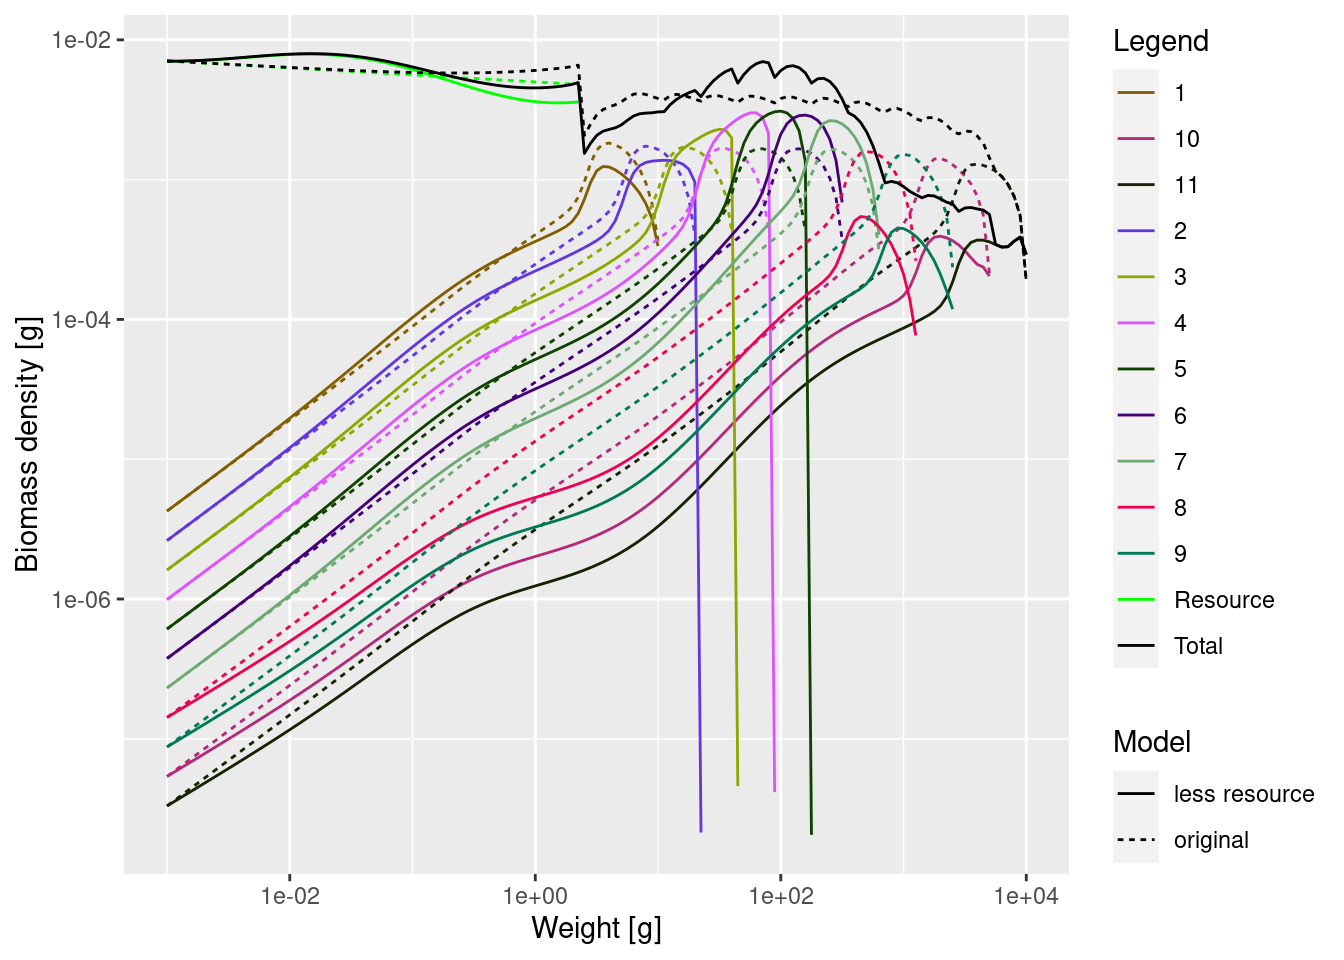 1e-02
1e-04
1e-06
Biomass density [g]
1e-02
1e+00
1e+02
1e+04
Weight [g]
Legend
1
10
11
2
3
4
5
6
7
8
9
Resource
Total
Model
less resource
original